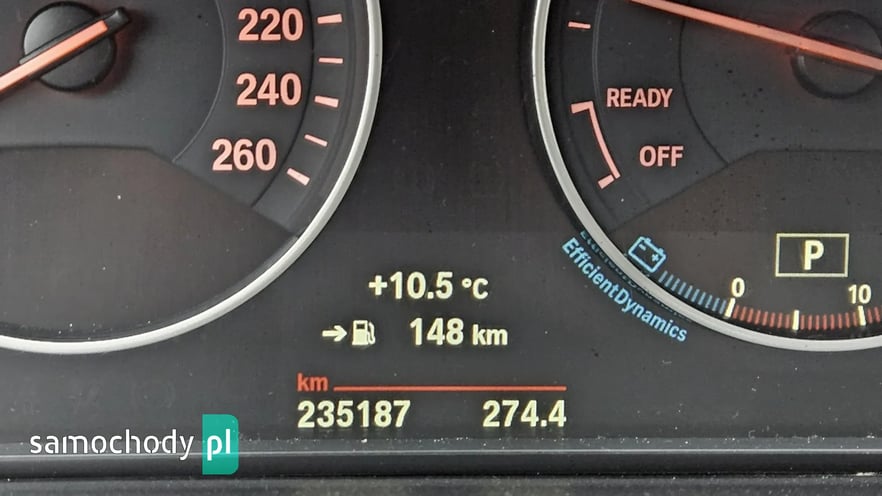 220
240
260
READY
OFF
P
EfficientDynamics
0
10
+10.5 °C
148 km
km
235187 274.4
samochody pl